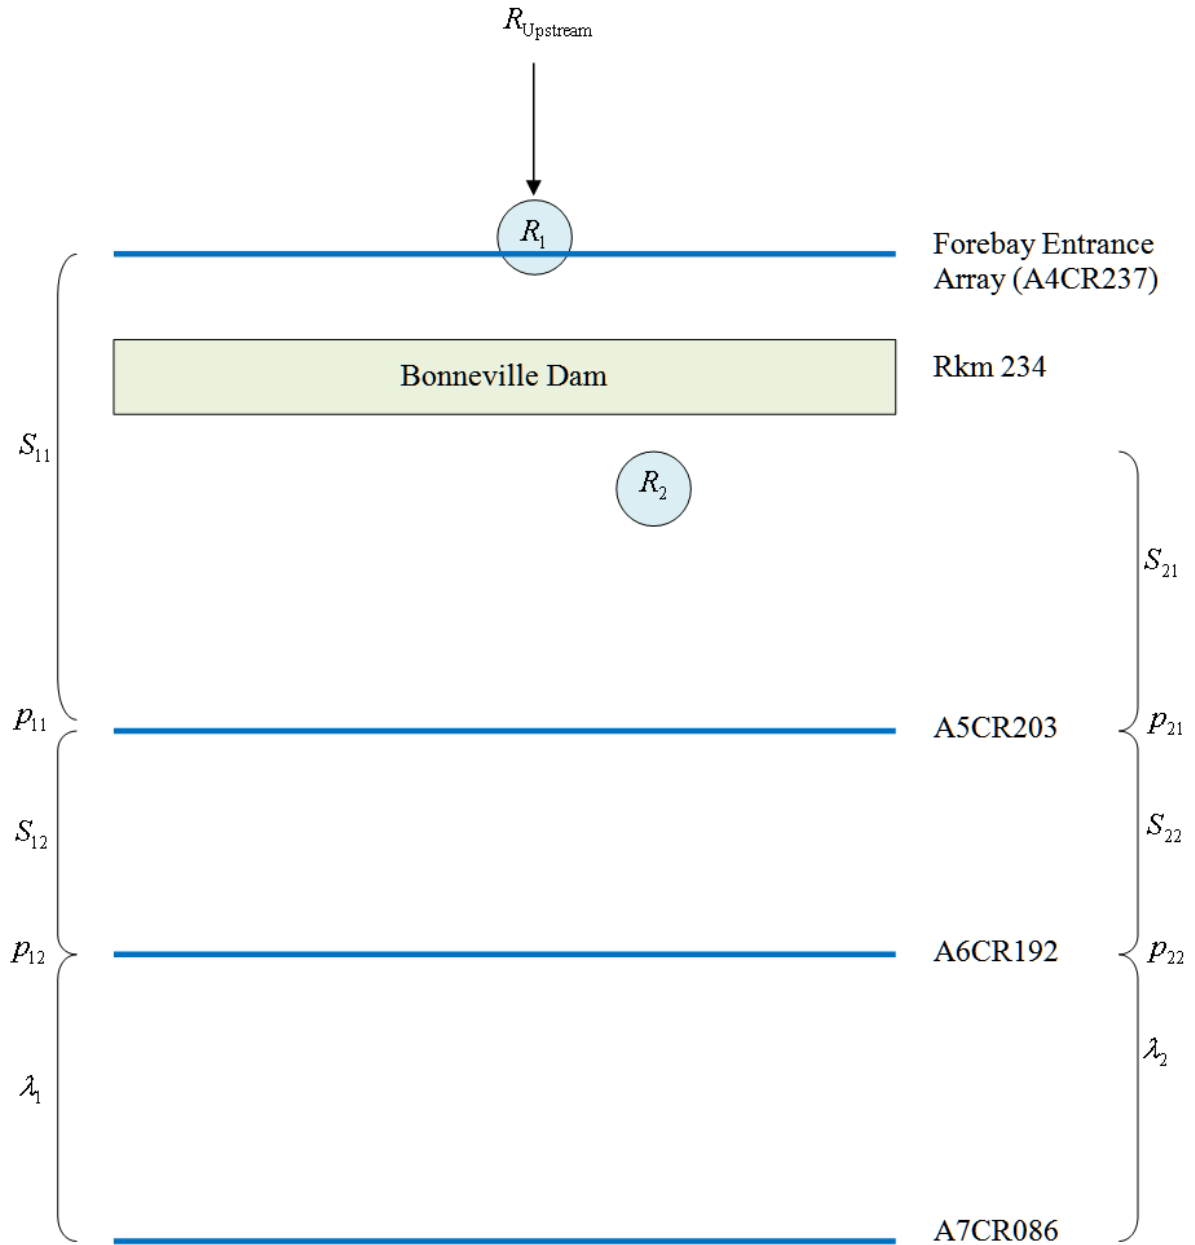 R_Upstream
R_1
Forebay Entrance
Array (A4CR237)
Bonneville Dam
Rkm 234
S_11
R_2
S_21
p_11
A5CR203
p_21
S_12
S_22
p_12
A6CR192
p_22
λ_1
λ_2
A7CR086